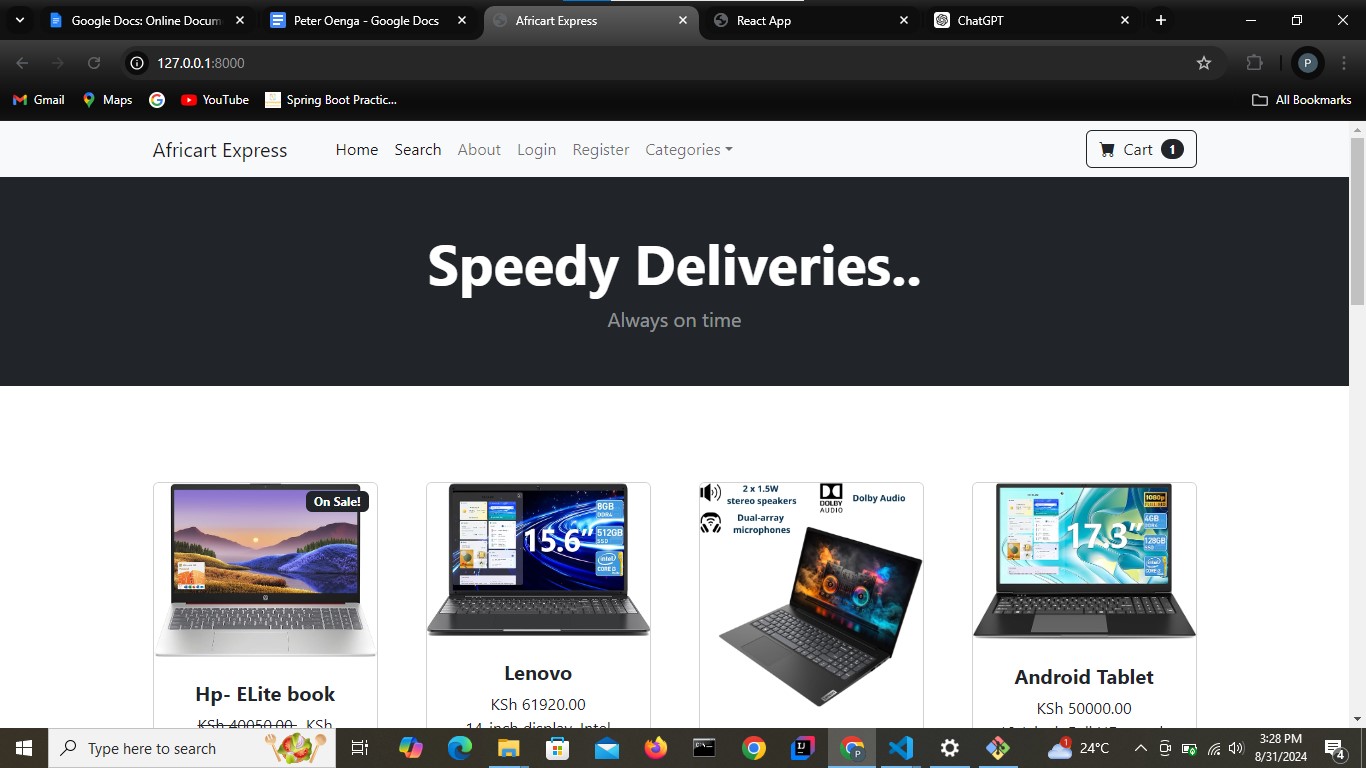 Google Docs: Online Docum
Peter Oenga - Google Docs
Africart Express
React App
ChatGPT
127.0.0.1:8000
P
Gmail
Maps
YouTube
Spring Boot Practic...
All Bookmarks
Africart Express
Home
Search
About
Login
Register
Categories
Cart 1
Speedy Deliveries..
Always on time
On Sale!
15.6”
8GB
DDR4
512GB
SSD
intel
CORE
2 x 1.5W
stereo speakers
Dual-array
microphones
DOLBY
AUDIO
Dolby Audio
17.3”
1080p
4GB
DDR4
128GB
SSD
intel
CORE
Hp- ELite book
KSh 40050.00 KSh
Lenovo
KSh 61920.00
14-inch display, Intel
Android Tablet
KSh 50000.00
Type here to search
1
24°C
3:28 PM
8/31/2024
4